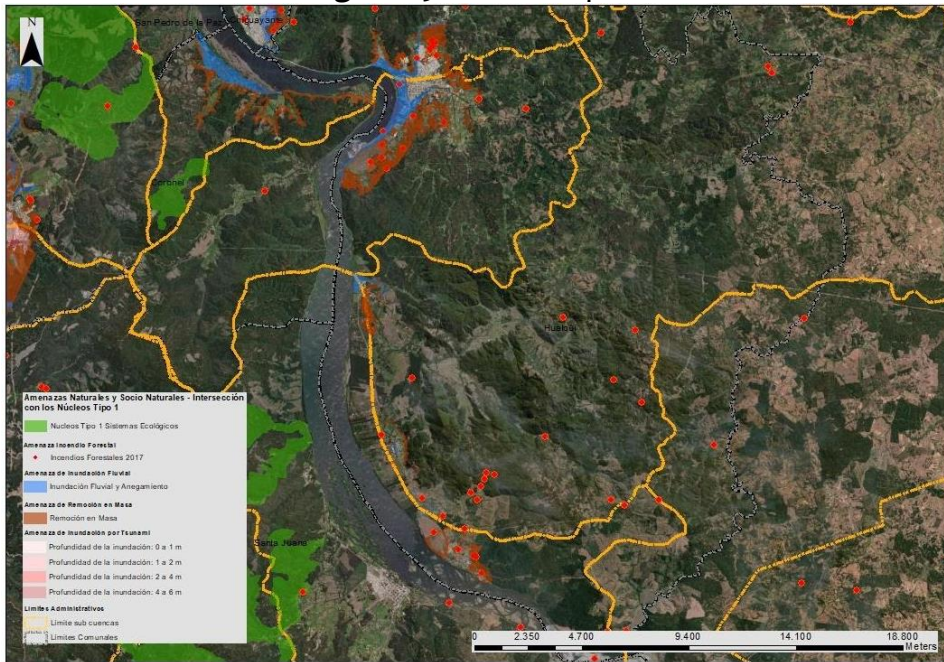 San Pedro de la Paz
Chiguayante
N
Coronel
Hualqui
Santa Juana
Amenazas Naturales y Socio Naturales - Intersección
con los Núcleos Tipo 1
Nucleos Tipo 1 Sistemas Ecológicos
Amenaza Incendio Forestal
Incendios Forestales 2017
Amenaza de Inundación Fluvial
Inundación Fluvial y Anegamiento
Amenaza de Remoción en Masa
Remoción en Masa
Amenaza de Inundación por Tsunami
Profundidad de la inundación: 0 a 1 m
Profundidad de la inundación: 1 a 2 m
Profundidad de la inundación: 2 a 4 m
Profundidad de la inundación: 4 a 6 m
Límites Administrativos
Límite sub cuencas
Límites Comunales
0 2.350 4.700 9.400 14.100 18.800
Meters